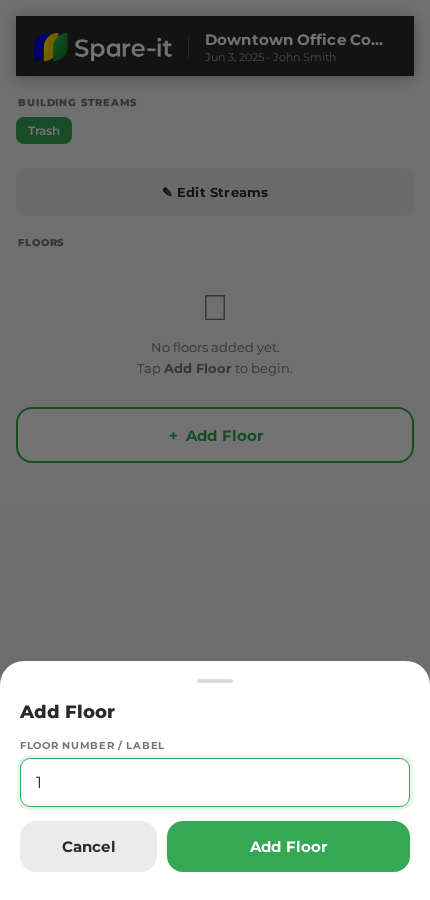 Spare-it
Downtown Office Co...
Jun 3, 2025 · John Smith
BUILDING STREAMS
Trash
✎ Edit Streams
FLOORS
No floors added yet.
Tap Add Floor to begin.
+ Add Floor
Add Floor
FLOOR NUMBER / LABEL
1
Cancel
Add Floor